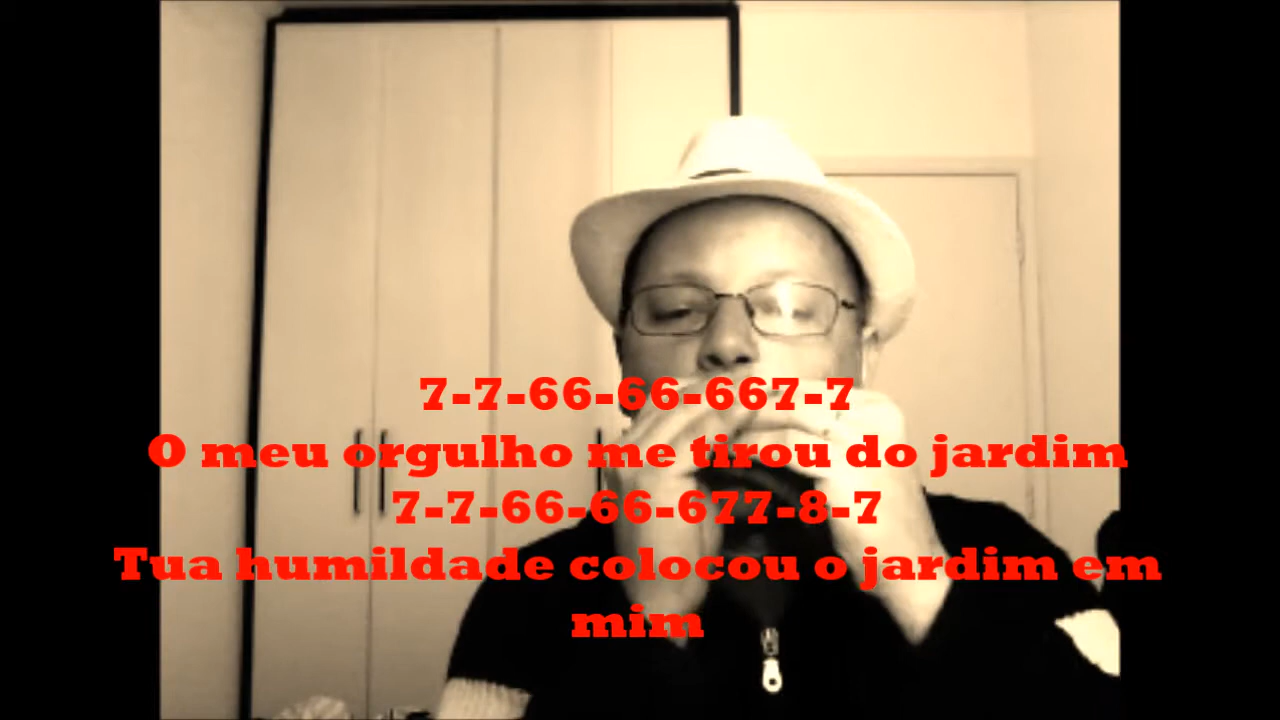 7-7-66-66-667-7
O meu orgulho me tirou do jardim
7-7-66-66-677-8-7
Tua humildade colocou o jardim em
mim